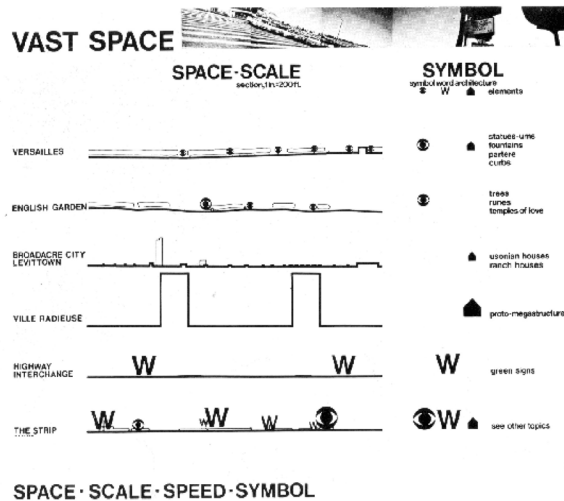 VAST SPACE
SPACE·SCALE
section, 1 in.=200 ft.
SYMBOL
symbol word architecture
W elements
VERSAILLES
statues-urns
fountains
parterre
curbs
ENGLISH GARDEN
trees
ruins
temples of love
BROADACRE CITY
LEVITTOWN
usonian houses
ranch houses
VILLE RADIEUSE
proto-megastructure
HIGHWAY
INTERCHANGE
W W W green signs
THE STRIP
W W W W W see other topics
SPACE·SCALE·SPEED·SYMBOL